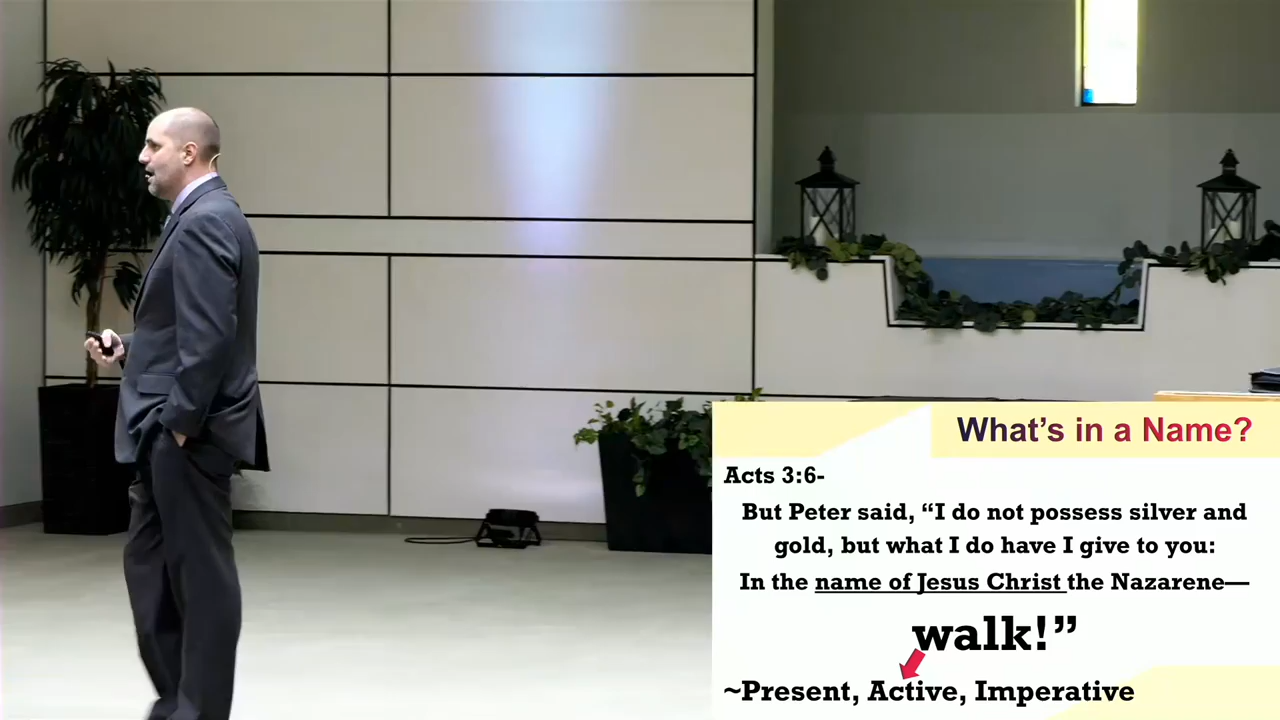 What's in a Name?
Acts 3:6-
But Peter said, “I do not possess silver and
gold, but what I do have I give to you:
In the name of Jesus Christ the Nazarene—
walk!”
~Present, Active, Imperative